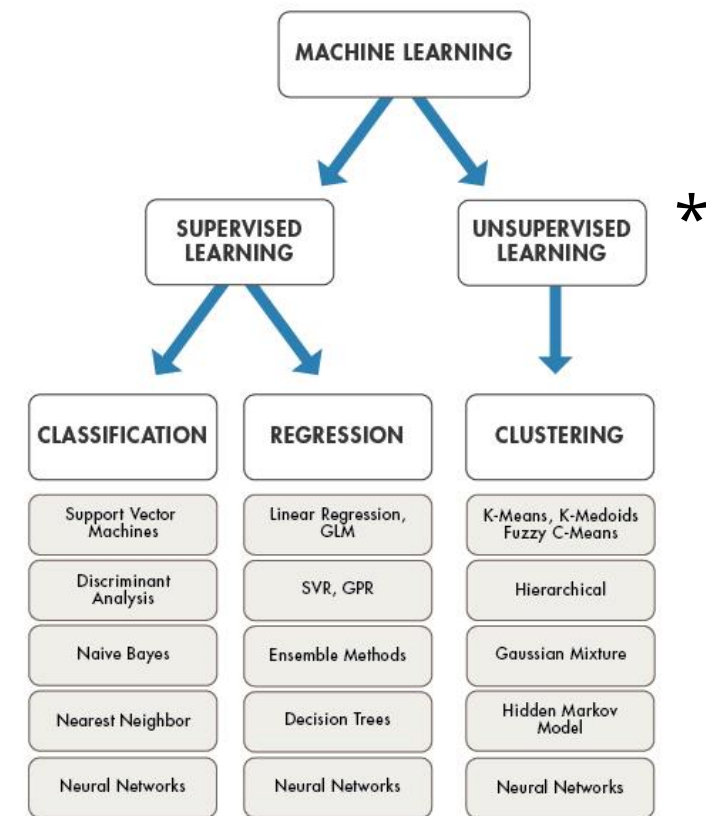 MACHINE LEARNING
SUPERVISED
LEARNING
UNSUPERVISED
LEARNING
*
CLASSIFICATION
Support Vector
Machines
Discriminant
Analysis
Naive Bayes
Nearest Neighbor
Neural Networks
REGRESSION
Linear Regression,
GLM
SVR, GPR
Ensemble Methods
Decision Trees
Neural Networks
CLUSTERING
K-Means, K-Medoids
Fuzzy C-Means
Hierarchical
Gaussian Mixture
Hidden Markov
Model
Neural Networks